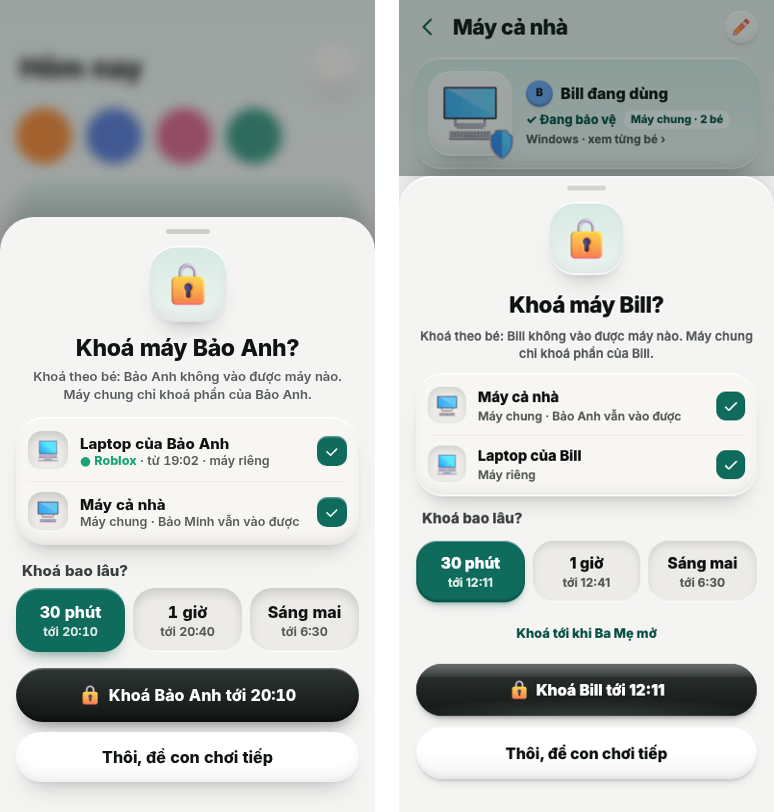 Hôm nay
Khoá máy Bảo Anh?
Khoá theo bé: Bảo Anh không vào được máy nào.
Máy chung chỉ khoá phần của Bảo Anh.
Laptop của Bảo Anh
Roblox · từ 19:02 · máy riêng
Máy cả nhà
Máy chung · Bảo Minh vẫn vào được
Khoá bao lâu?
30 phút
tới 20:10
1 giờ
tới 20:40
Sáng mai
tới 6:30
Khoá Bảo Anh tới 20:10
Thôi, để con chơi tiếp
Máy cả nhà
B
Bill đang dùng
Đang bảo vệ
Máy chung · 2 bé
Windows · xem từng bé ›
Khoá máy Bill?
Khoá theo bé: Bill không vào được máy nào. Máy chung
chỉ khoá phần của Bill.
Máy cả nhà
Máy chung · Bảo Anh vẫn vào được
Laptop của Bill
Máy riêng
Khoá bao lâu?
30 phút
tới 12:11
1 giờ
tới 12:41
Sáng mai
tới 6:30
Khoá tới khi Ba Mẹ mở
Khoá Bill tới 12:11
Thôi, để con chơi tiếp